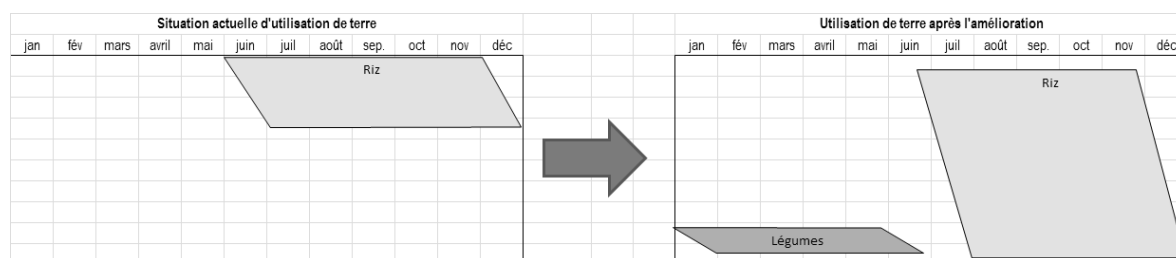 Situation actuelle d'utilisation de terre
jan fév mars avril mai juin juil août sep. oct nov déc
Riz
Utilisation de terre après l'amélioration
jan fév mars avril mai juin juil août sep. oct nov déc
Riz
Légumes